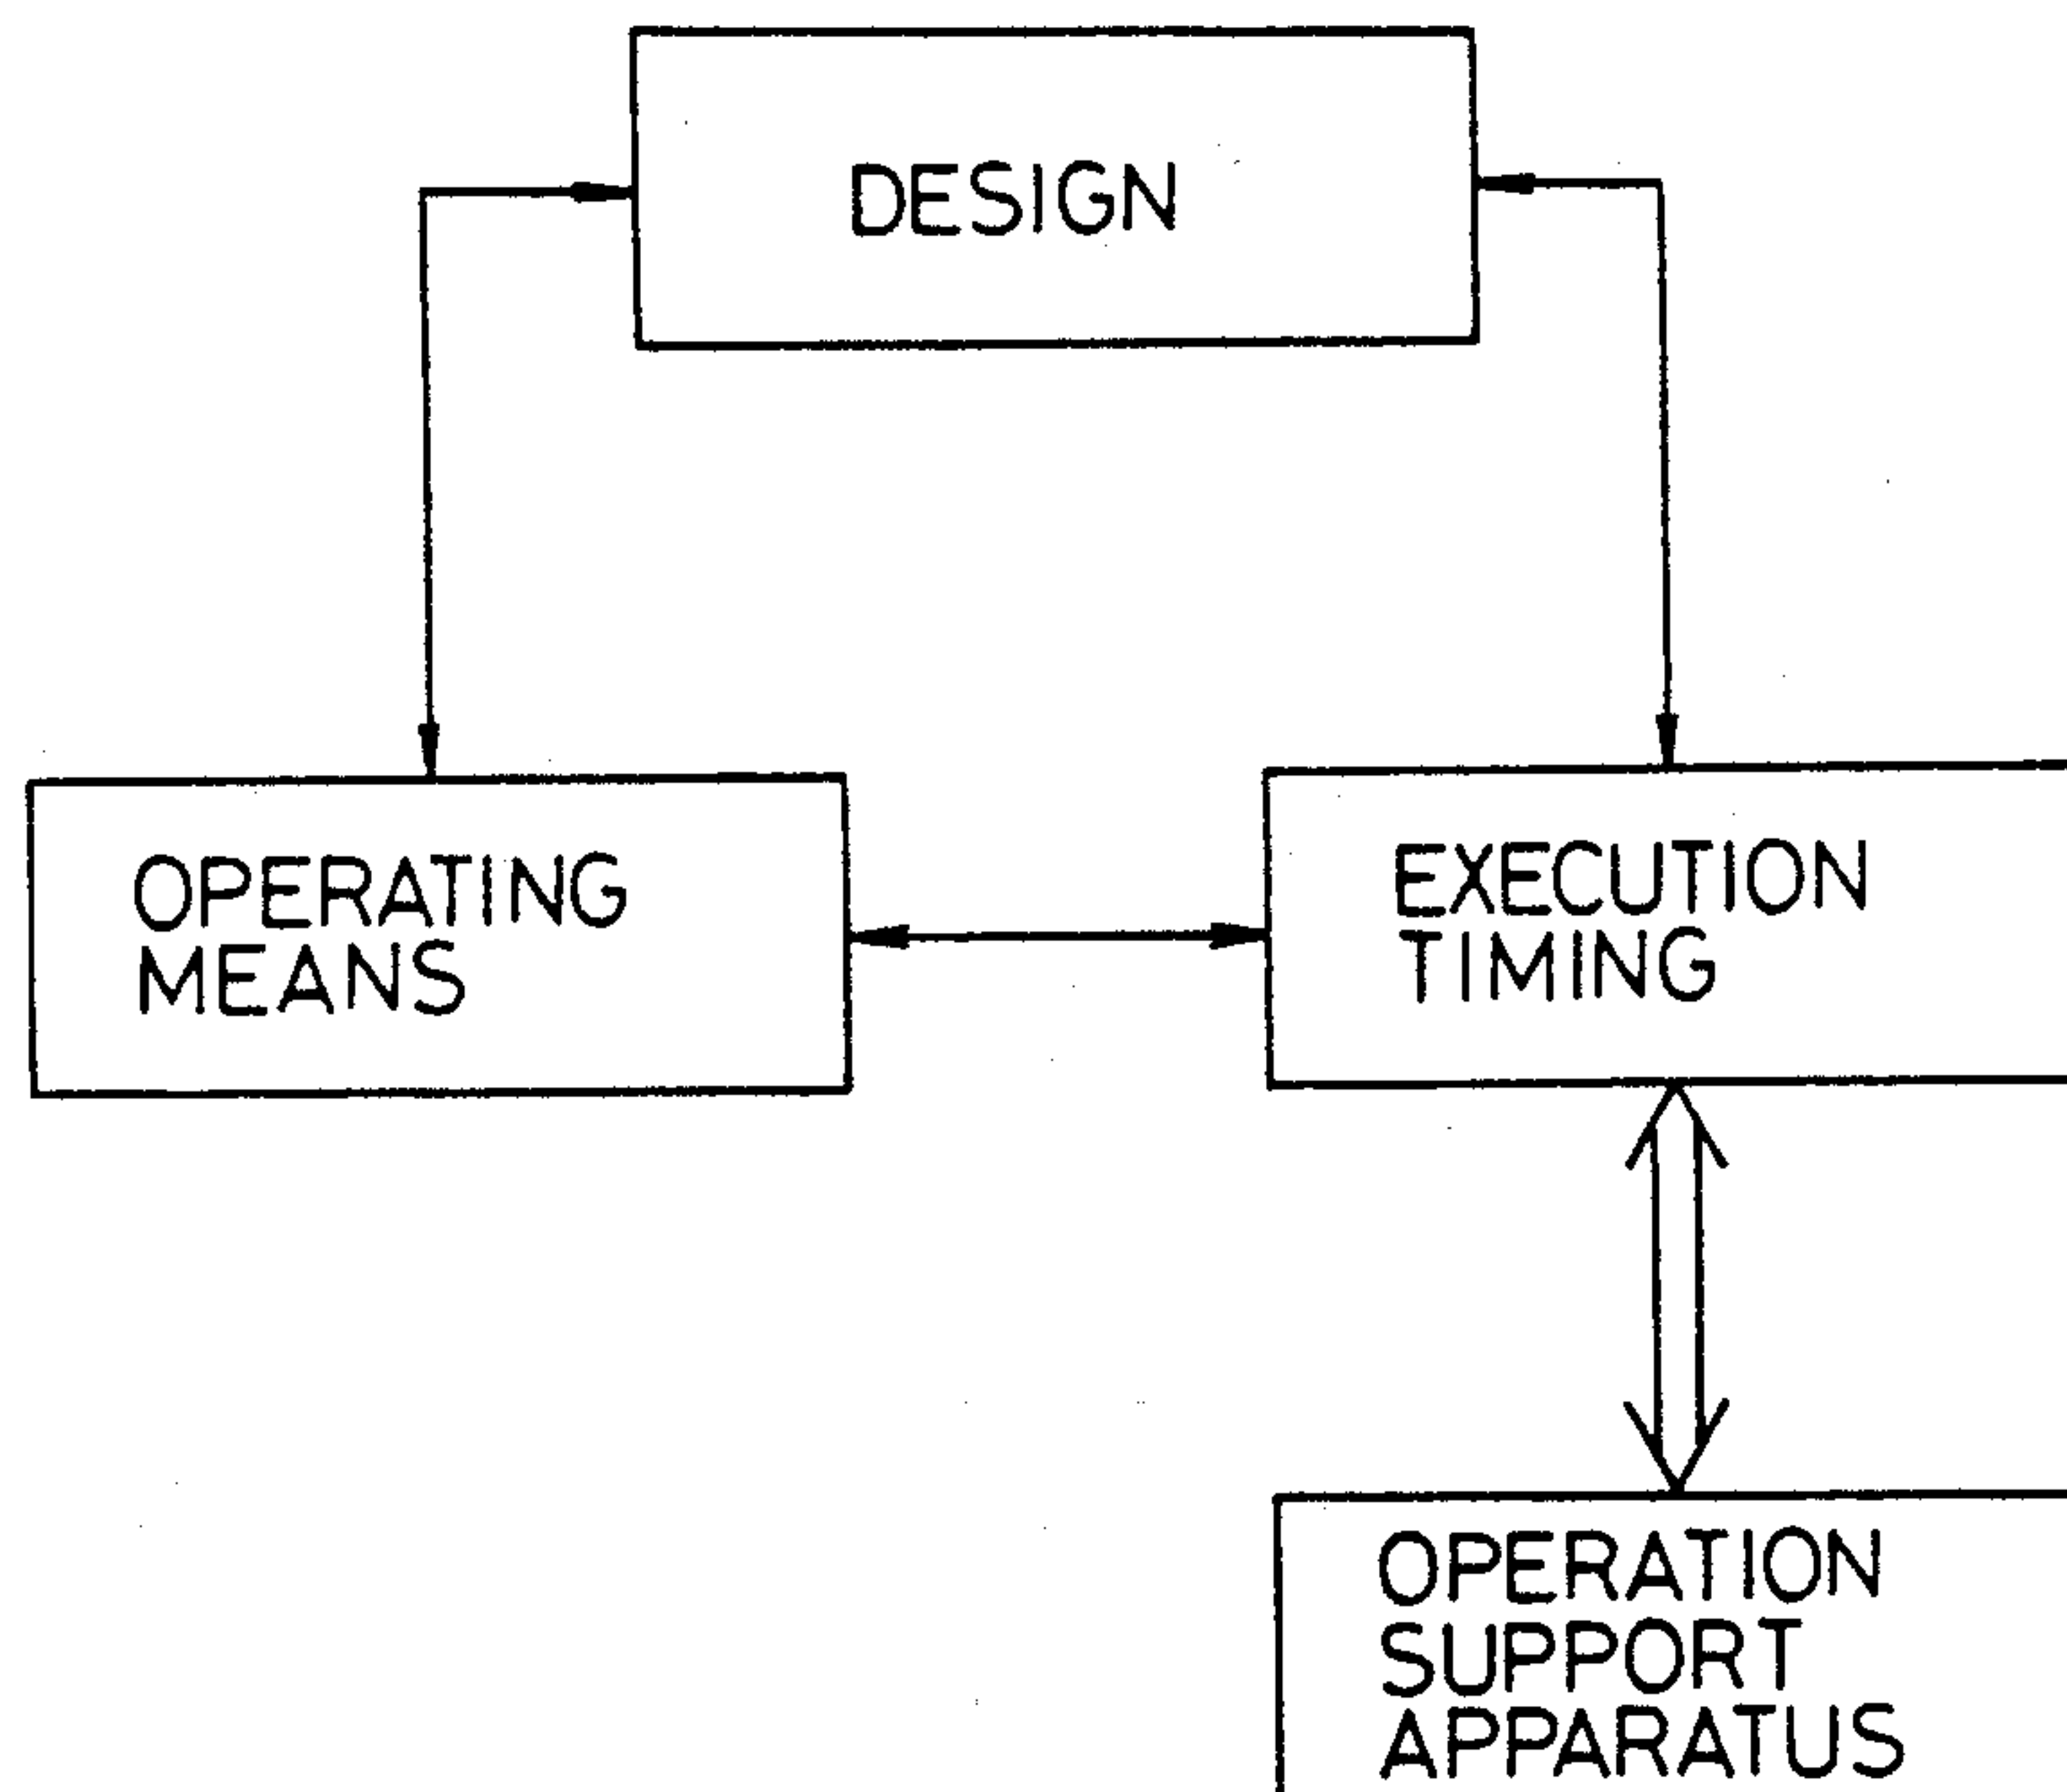 DESIGN
OPERATING
MEANS
EXECUTION
TIMING
OPERATION
SUPPORT
APPARATUS